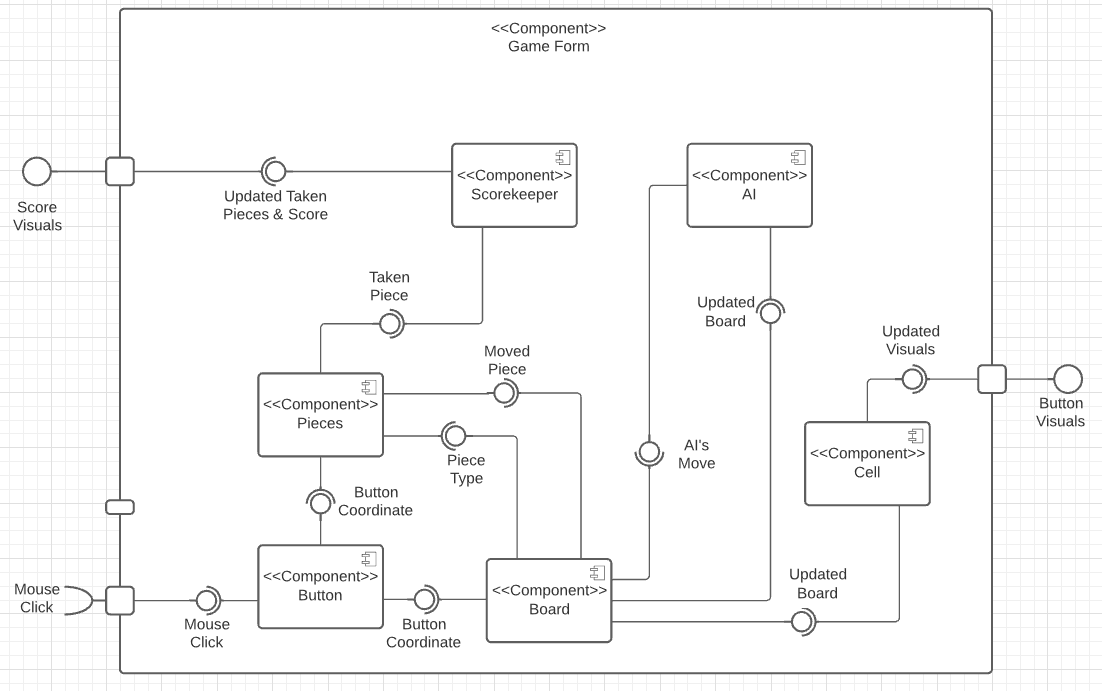 <<Component>>
Game Form
<<Component>>
Scorekeeper
<<Component>>
AI
Score
Visuals
Updated Taken
Pieces & Score
Taken
Piece
Updated
Board
Updated
Visuals
Moved
Piece
<<Component>>
Pieces
Button
Visuals
Piece
Type
AI's
Move
<<Component>>
Cell
Button
Coordinate
Mouse
Click
<<Component>>
Button
<<Component>>
Board
Updated
Board
Mouse
Click
Button
Coordinate